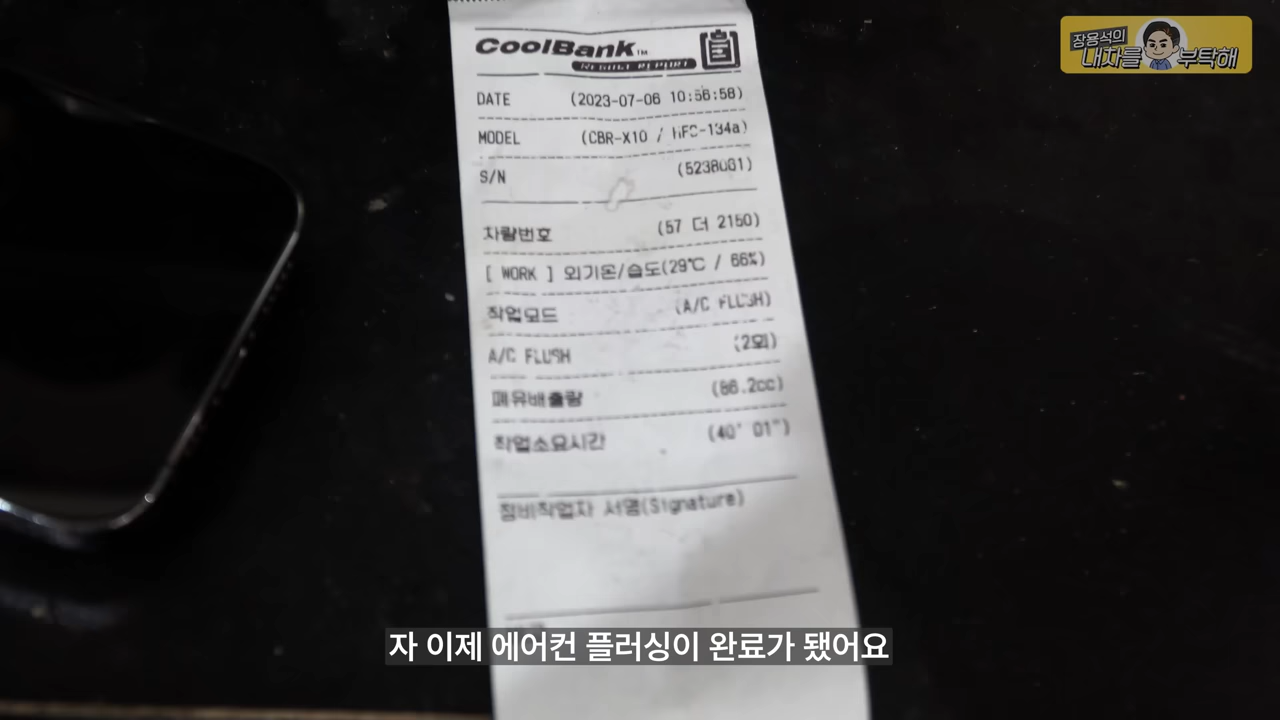 장용석의
내차를 부탁해
CoolBank™
RESULT REPORT
DATE (2023-07-06 10:56:58)
MODEL (CBR-X10 / HFC-134a)
S/N
차량번호 (57 더 2150)
[ WORK ] 외기온/습도(29℃ / 66%)
작업모드 (A/C FLUSH)
A/C FLUSH (2회)
폐유배출량 (86.2cc)
작업소요시간 (40' 01")
정비작업자 서명(Signature)
자 이제 에어컨 플러싱이 완료가 됐어요